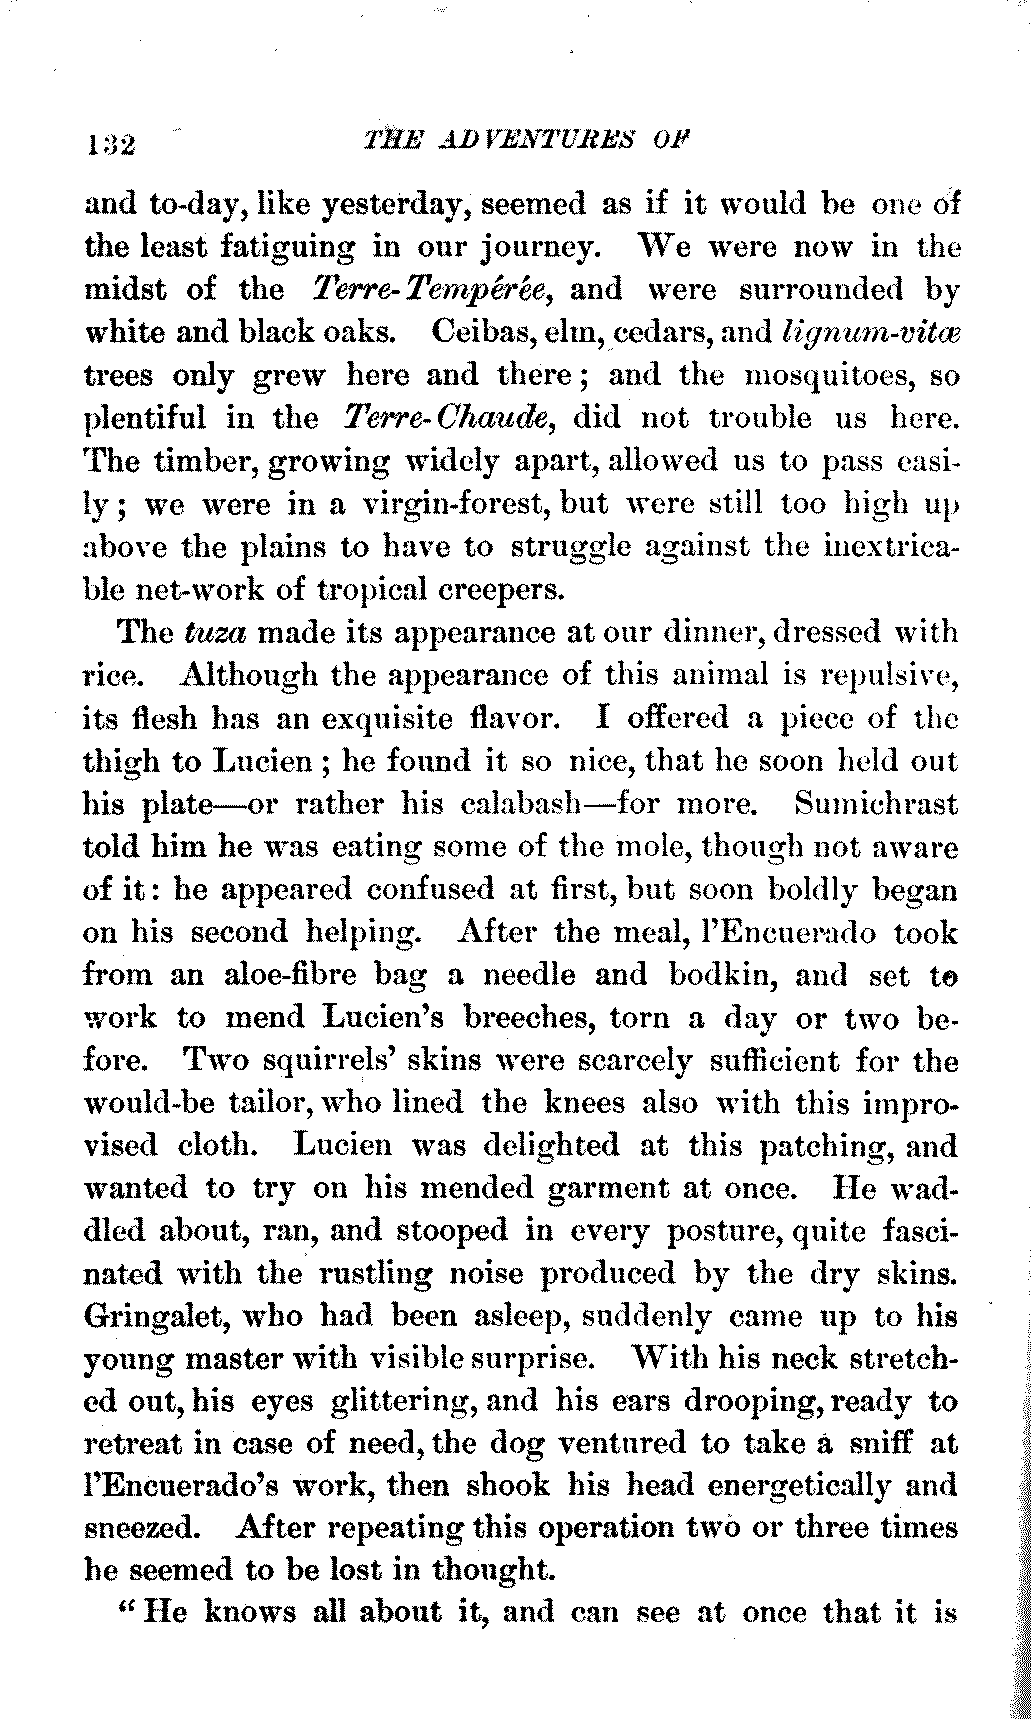 132 THE ADVENTURES OF
and to-day, like yesterday, seemed as if it would be one of
the least fatiguing in our journey. We were now in the
midst of the Terre-Tempérée, and were surrounded by
white and black oaks. Ceibas, elm, cedars, and lignum-vitæ
trees only grew here and there; and the mosquitoes, so
plentiful in the Terre-Chaude, did not trouble us here.
The timber, growing widely apart, allowed us to pass easi-
ly; we were in a virgin-forest, but were still too high up
above the plains to have to struggle against the inextrica-
ble net-work of tropical creepers.
The tuza made its appearance at our dinner, dressed with
rice. Although the appearance of this animal is repulsive,
its flesh has an exquisite flavor. I offered a piece of the
thigh to Lucien; he found it so nice, that he soon held out
his plate—or rather his calabash—for more. Sumichrast
told him he was eating some of the mole, though not aware
of it: he appeared confused at first, but soon boldly began
on his second helping. After the meal, l'Encuerado took
from an aloe-fibre bag a needle and bodkin, and set to
work to mend Lucien's breeches, torn a day or two be-
fore. Two squirrels' skins were scarcely sufficient for the
would-be tailor, who lined the knees also with this impro-
vised cloth. Lucien was delighted at this patching, and
wanted to try on his mended garment at once. He wad-
dled about, ran, and stooped in every posture, quite fasci-
nated with the rustling noise produced by the dry skins.
Gringalet, who had been asleep, suddenly came up to his
young master with visible surprise. With his neck stretch-
ed out, his eyes glittering, and his ears drooping, ready to
retreat in case of need, the dog ventured to take a sniff at
l'Encuerado's work, then shook his head energetically and
sneezed. After repeating this operation two or three times
he seemed to be lost in thought.
"He knows all about it, and can see at once that it is